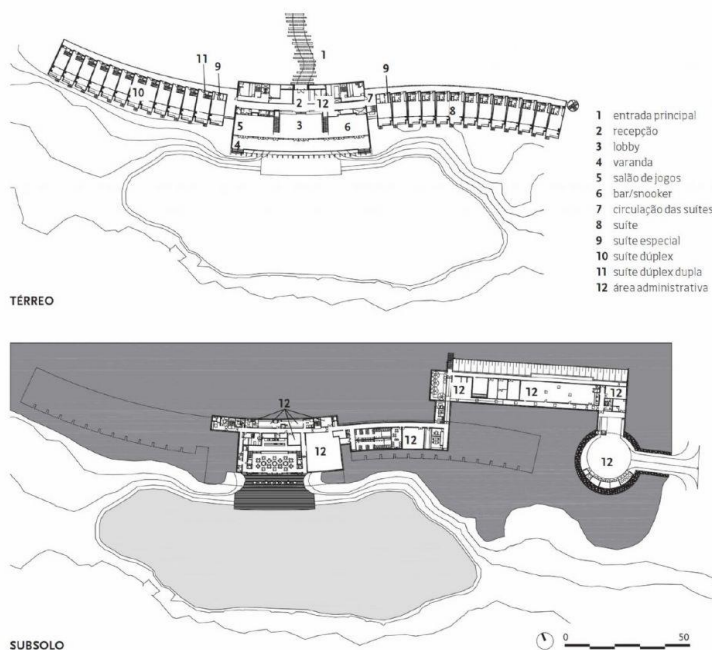 1
11 9
9
10
2 12
7
5 3 6
8
4
1 entrada principal
2 recepção
3 lobby
4 varanda
5 salão de jogos
6 bar/snooker
7 circulação das suítes
8 suíte
9 suíte especial
10 suíte dúplex
11 suíte dúplex dupla
12 área administrativa
TÉRREO
12 12 12
12
12 12
12
SUBSOLO
0 50